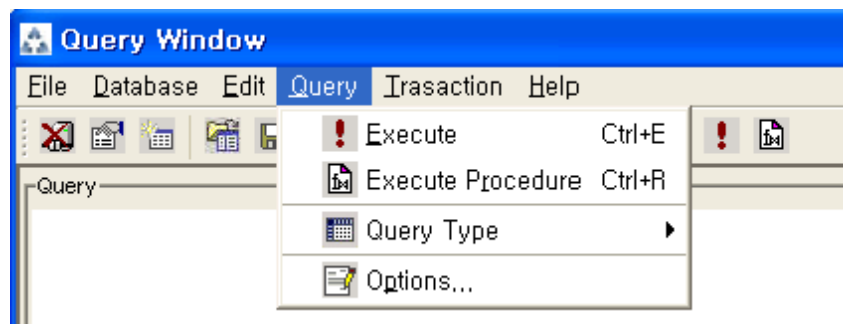 Query Window
File Database Edit Query Trasaction Help
Query
Execute Ctrl+E
Execute Procedure Ctrl+R
Query Type
Options...